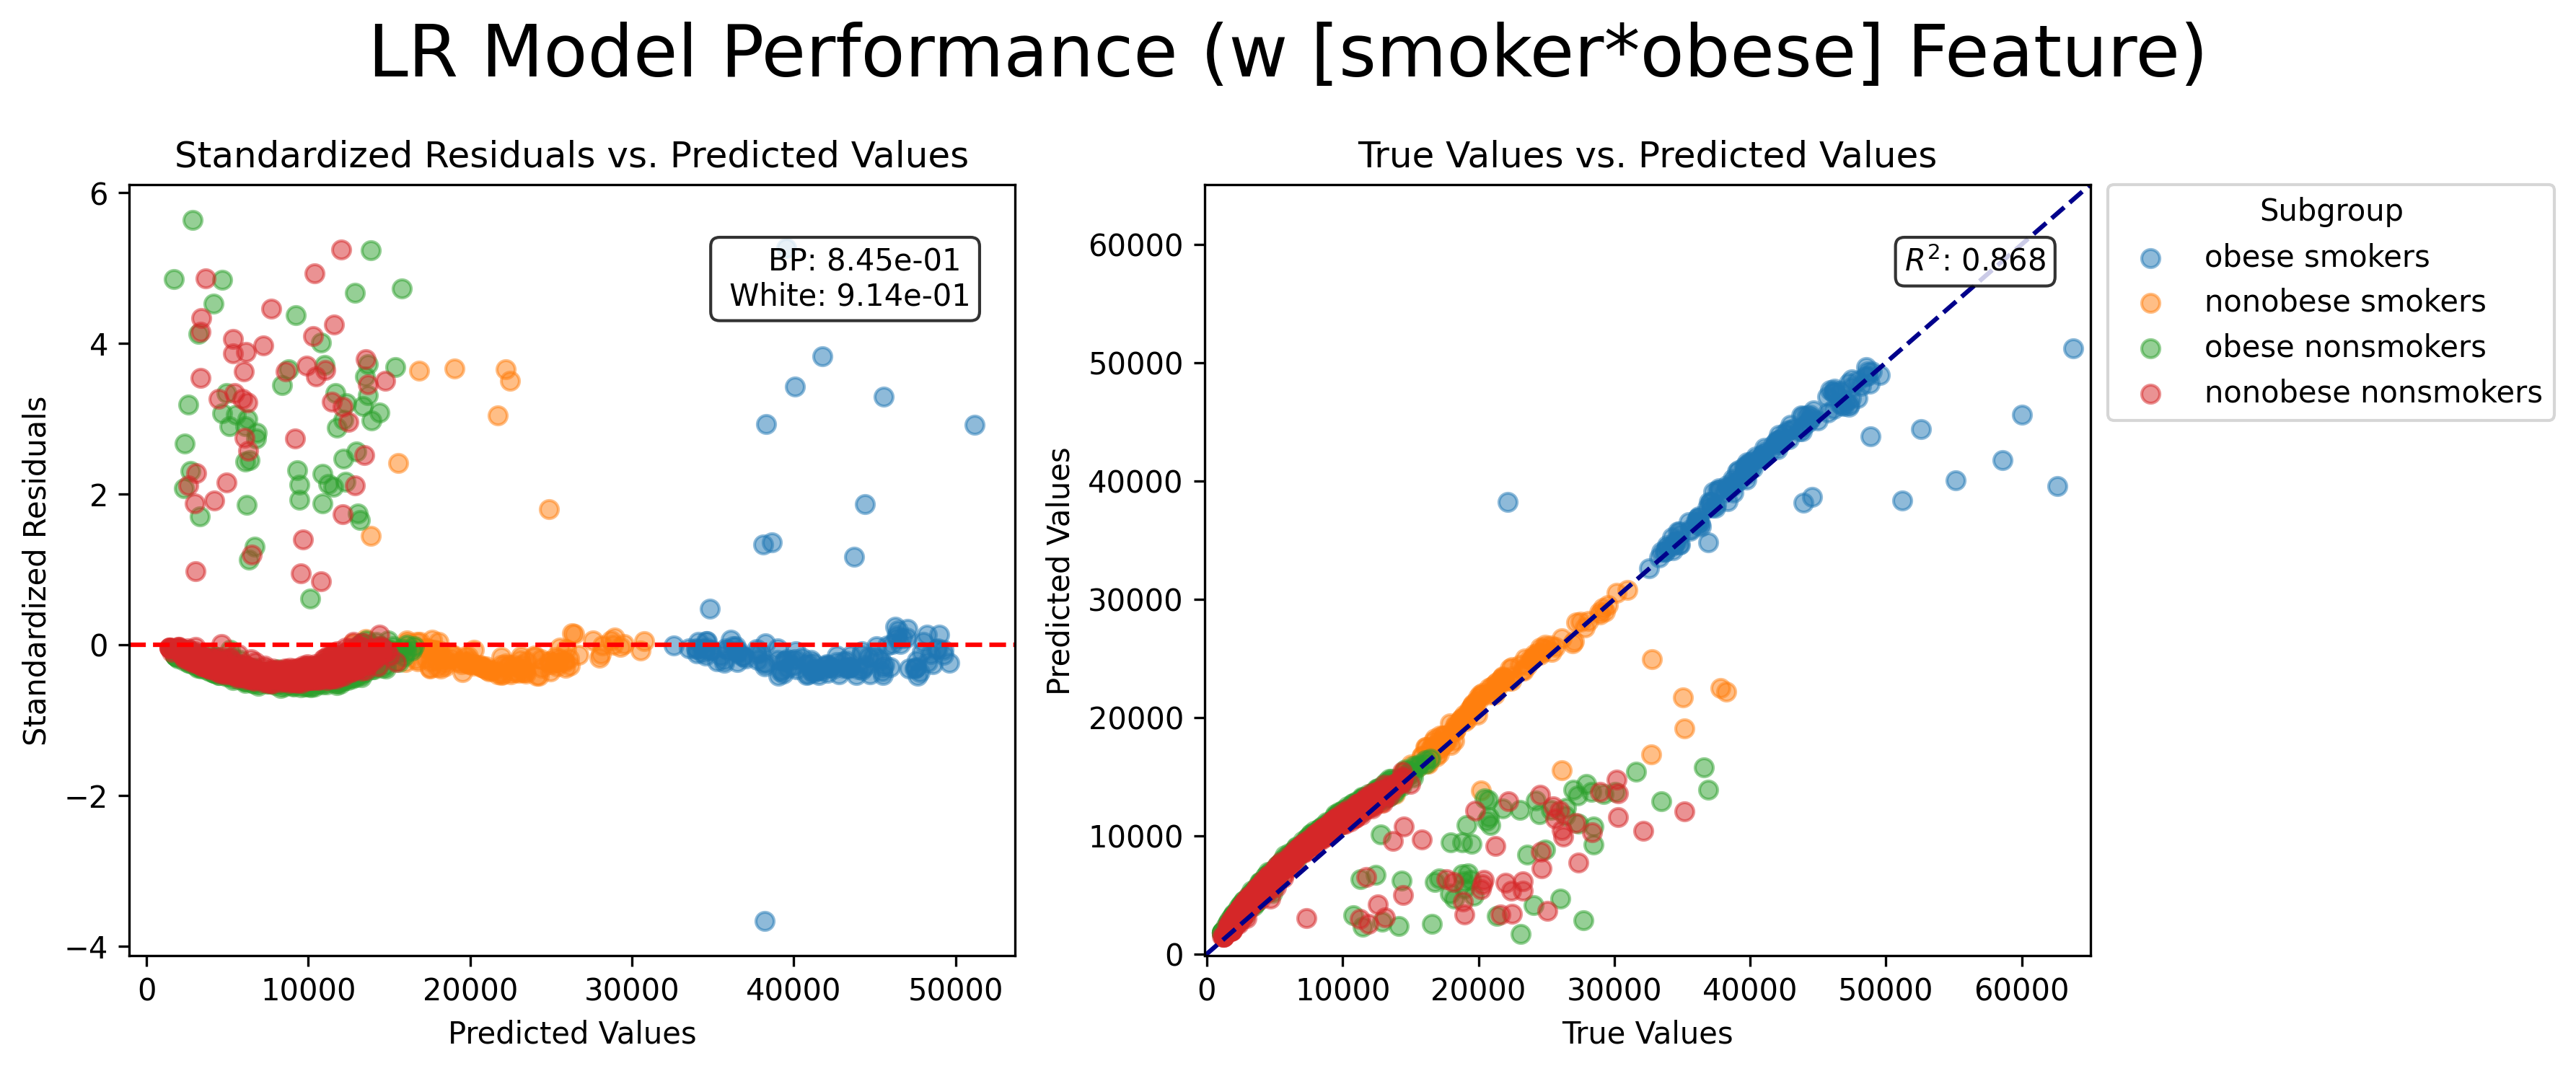 LR Model Performance (w [smoker*obese] Feature)
Standardized Residuals vs. Predicted Values
Standardized Residuals
6
4
2
0
−2
−4
BP: 8.45e-01
White: 9.14e-01
0 10000 20000 30000 40000 50000
Predicted Values
True Values vs. Predicted Values
Predicted Values
60000
50000
40000
30000
20000
10000
0
R²: 0.868
0 10000 20000 30000 40000 50000 60000
True Values
Subgroup
obese smokers
nonobese smokers
obese nonsmokers
nonobese nonsmokers